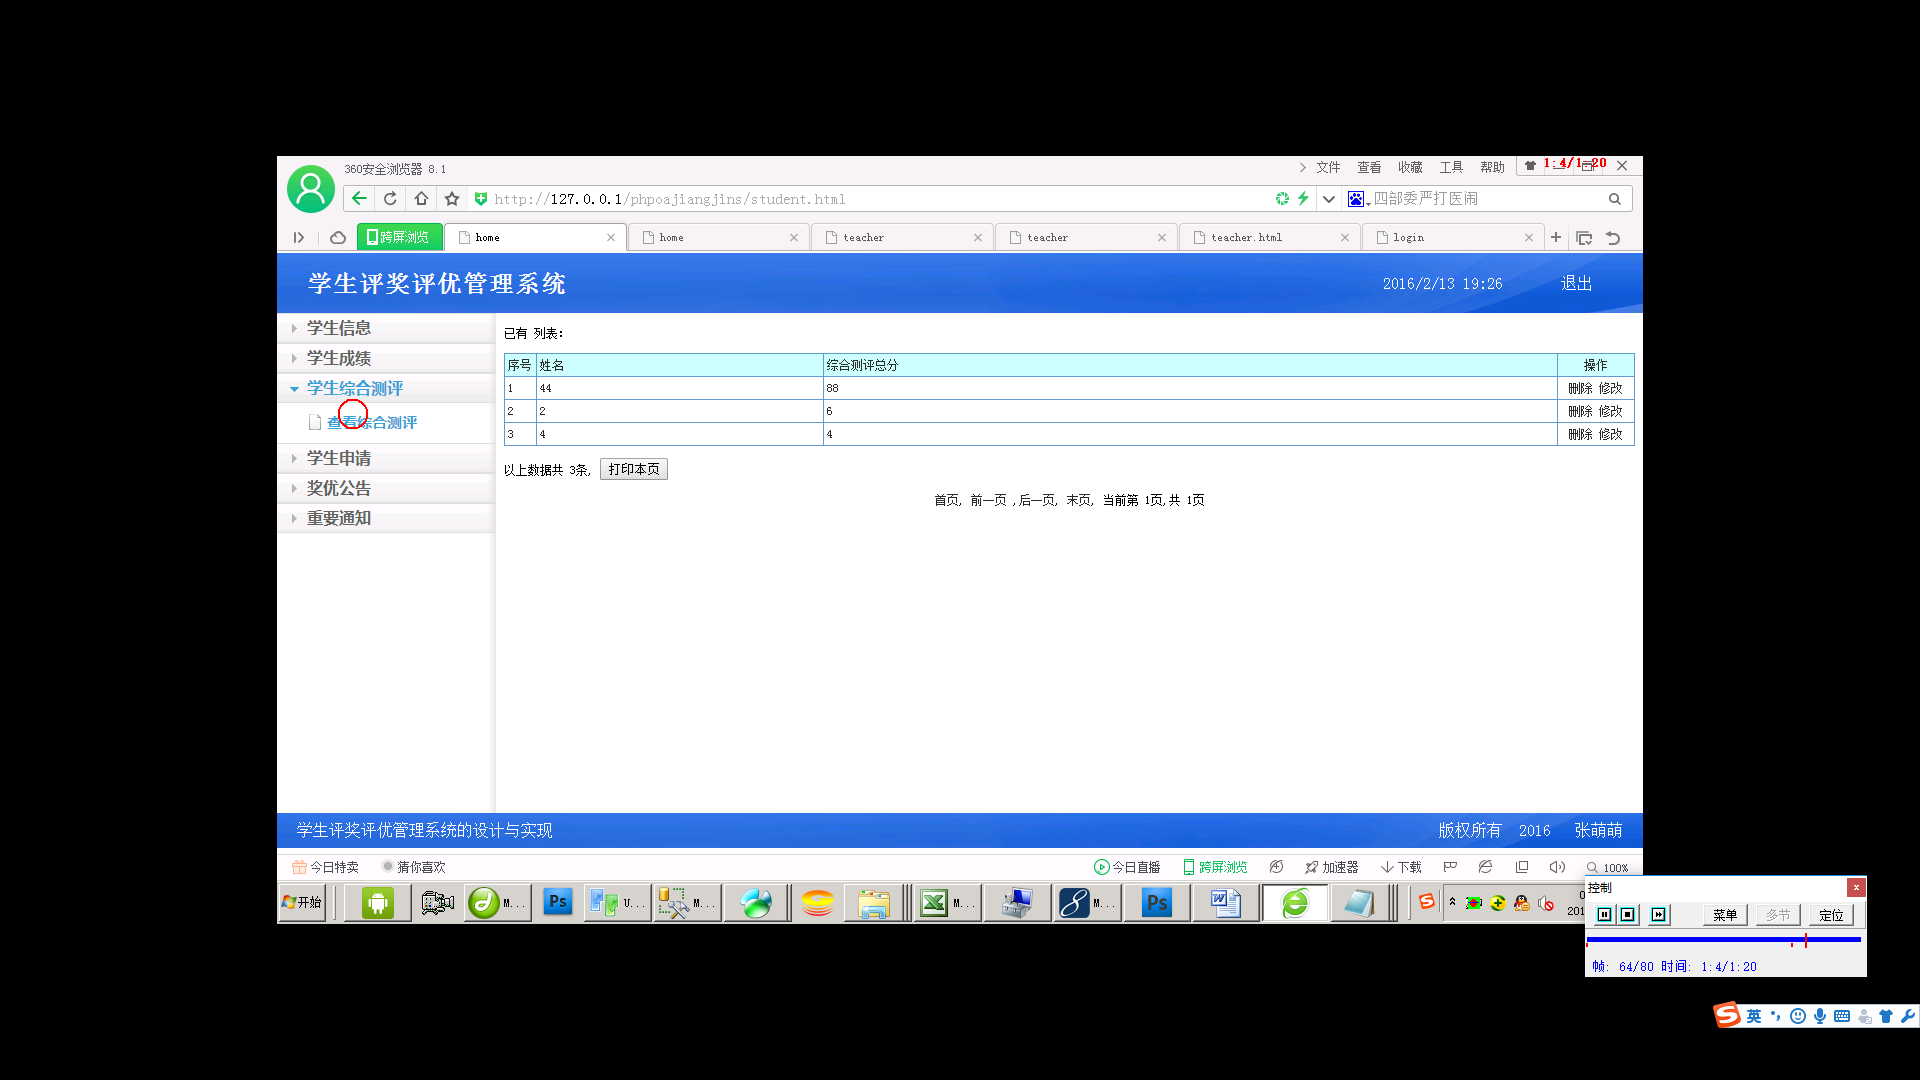 360安全浏览器 8.1
文件 查看 收藏 工具 帮助
1:4/1:20
http://127.0.0.1/phpoajiangjins/student.html
四部委严打医闹
跨屏浏览
home
home
teacher
teacher
teacher.html
login
学生评奖评优管理系统
2016/2/13 19:26
退出
学生信息
学生成绩
学生综合测评
查看综合测评
学生申请
奖优公告
重要通知
已有 列表:
序号 姓名 综合测评总分 操作
1 44 88 删除 修改
2 2 6 删除 修改
3 4 4 删除 修改
以上数据共 3条, 打印本页
首页, 前一页 ,后一页, 末页, 当前第 1页,共 1页
学生评奖评优管理系统的设计与实现
版权所有 2016 张萌萌
今日特卖 猜你喜欢
今日直播 跨屏浏览 加速器 下载 100%
开始 M... Ps U... M... M... M... Ps
控制
菜单 多节 定位
帧: 64/80 时间: 1:4/1:20
英